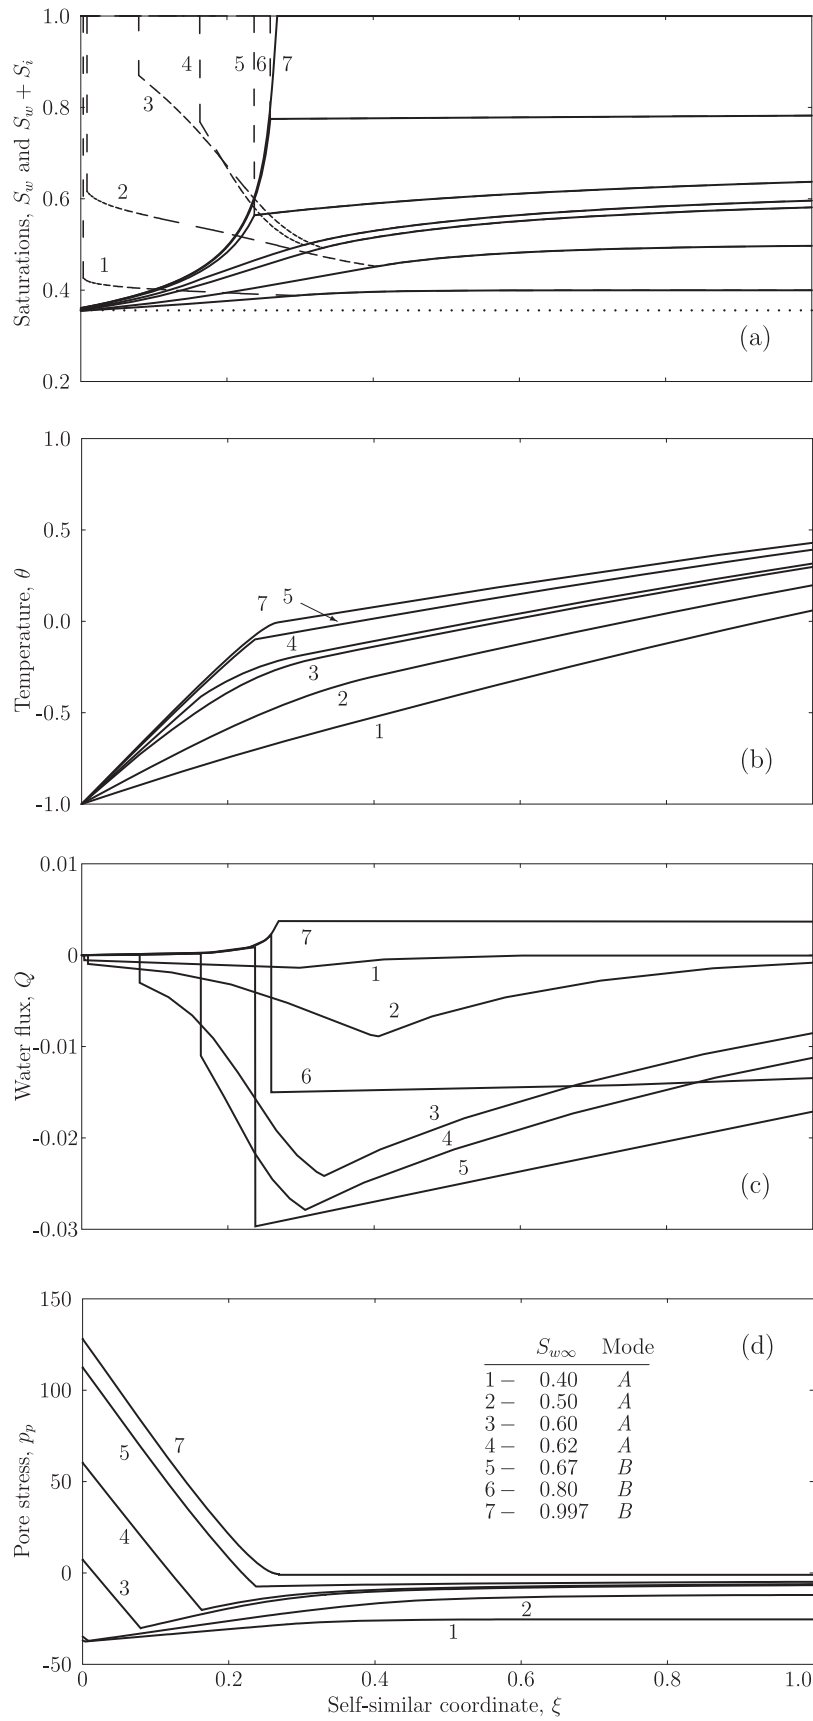 Saturations, S_w and S_w + S_i
1.0
0.8
0.6
0.4
0.2
4
5
6
7
3
2
1
(a)
Temperature, θ
1.0
0.5
0.0
-0.5
-1.0
7
5
4
3
2
1
(b)
Water flux, Q
0.01
0
-0.01
-0.02
-0.03
7
1
2
6
3
4
5
(c)
Pore stress, p_p
150
100
50
0
-50
7
5
4
3
2
1
(d)
S_w∞ Mode
1 – 0.40 A
2 – 0.50 A
3 – 0.60 A
4 – 0.62 A
5 – 0.67 B
6 – 0.80 B
7 – 0.997 B
0 0.2 0.4 0.6 0.8 1.0
Self-similar coordinate, ξ